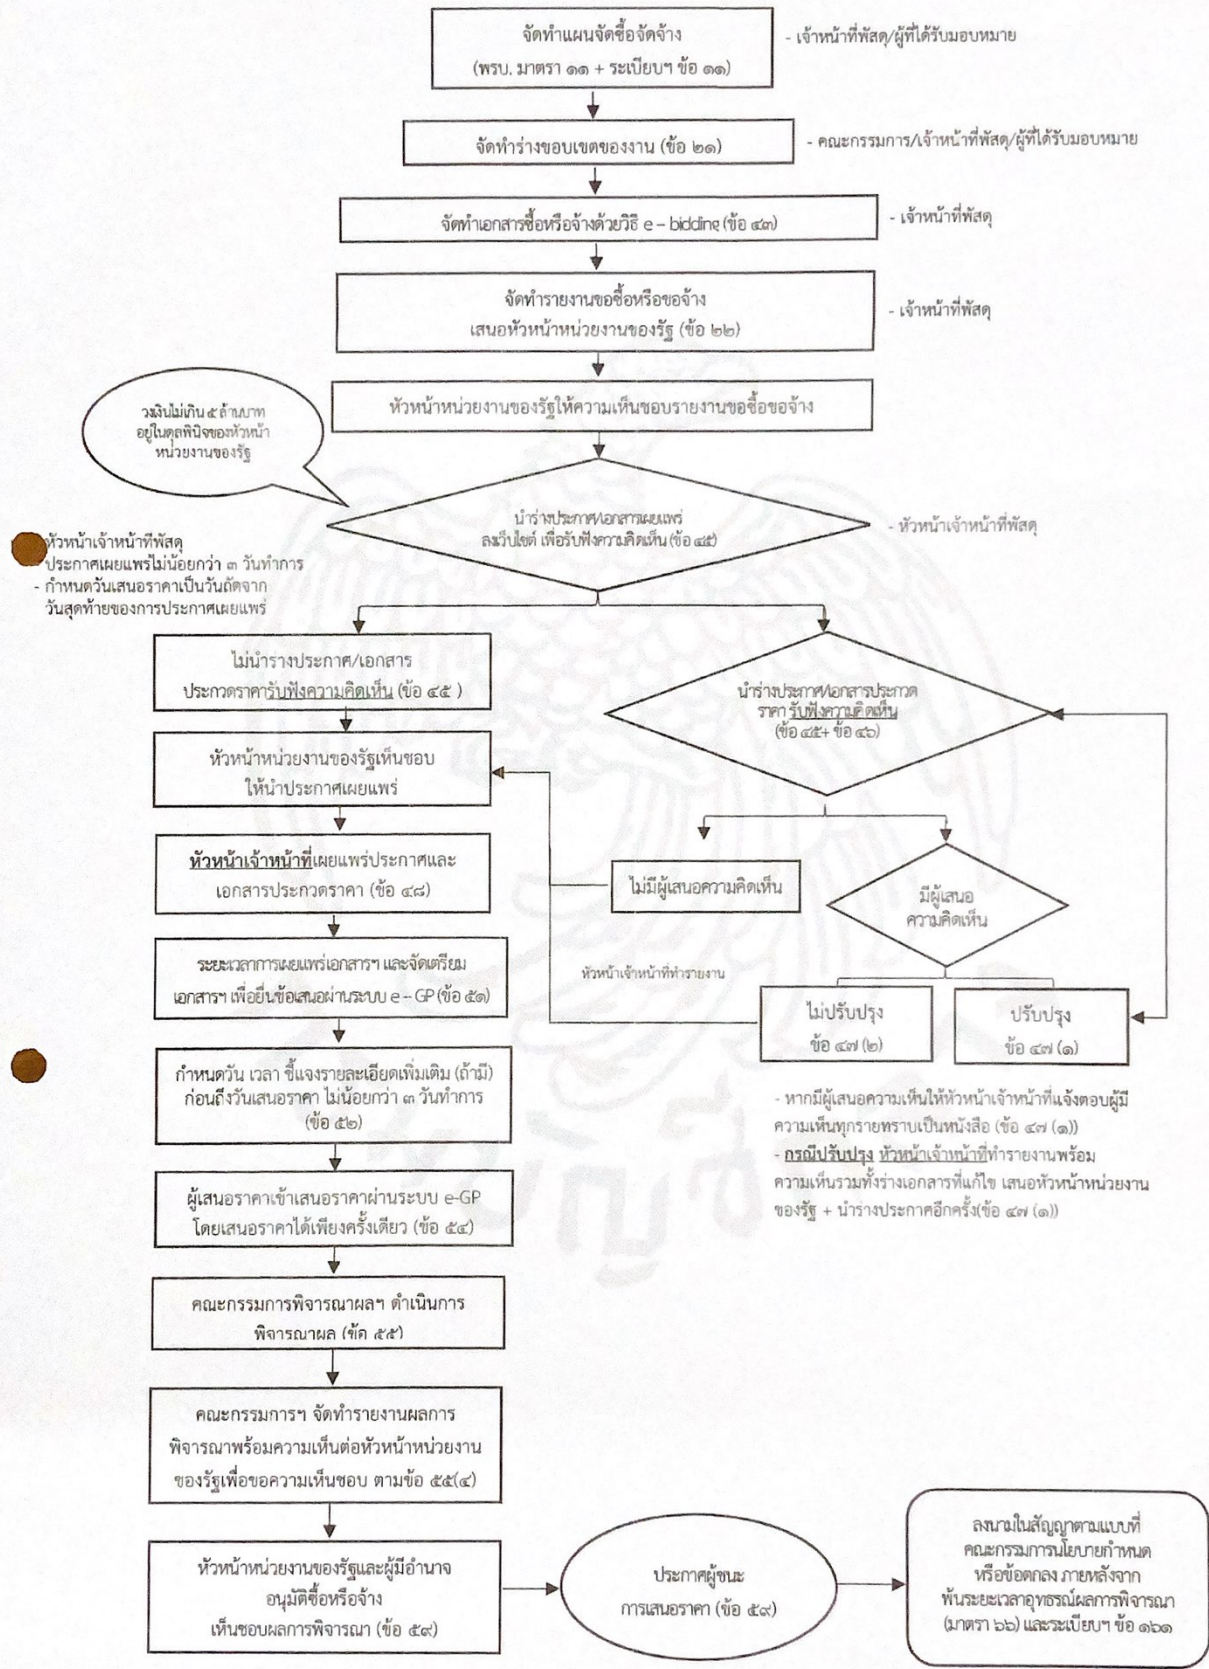 จัดทำแผนจัดซื้อจัดจ้าง
(พรบ. มาตรา ๑๑ + ระเบียบฯ ข้อ ๑๑)
- เจ้าหน้าที่พัสดุ/ผู้ที่ได้รับมอบหมาย
จัดทำร่างขอบเขตของงาน (ข้อ ๒๑)
- คณะกรรมการ/เจ้าหน้าที่พัสดุ/ผู้ที่ได้รับมอบหมาย
จัดทำเอกสารซื้อหรือจ้างด้วยวิธี e – bidding (ข้อ ๔๓)
- เจ้าหน้าที่พัสดุ
จัดทำรายงานขอซื้อหรือขอจ้าง
เสนอหัวหน้าหน่วยงานของรัฐ (ข้อ ๒๒)
- เจ้าหน้าที่พัสดุ
หัวหน้าหน่วยงานของรัฐให้ความเห็นชอบรายงานขอซื้อขอจ้าง
วงเงินไม่เกิน ๕ ล้านบาท
อยู่ในดุลพินิจของหัวหน้า
หน่วยงานของรัฐ
นำร่างประกาศ/เอกสารเผยแพร่
ลงเว็บไซต์ เพื่อรับฟังความคิดเห็น (ข้อ ๔๕)
- หัวหน้าเจ้าหน้าที่พัสดุ
หัวหน้าเจ้าหน้าที่พัสดุ
ประกาศเผยแพร่ไม่น้อยกว่า ๓ วันทำการ
- กำหนดวันเสนอราคาเป็นวันถัดจาก
วันสุดท้ายของการประกาศเผยแพร่
ไม่นำร่างประกาศ/เอกสาร
ประกวดราคารับฟังความคิดเห็น (ข้อ ๔๕ )
นำร่างประกาศ/เอกสารประกวด
ราคา รับฟังความคิดเห็น
(ข้อ ๔๕+ ข้อ ๔๖)
หัวหน้าหน่วยงานของรัฐเห็นชอบ
ให้นำประกาศเผยแพร่
หัวหน้าเจ้าหน้าที่เผยแพร่ประกาศและ
เอกสารประกวดราคา (ข้อ ๔๘)
ไม่มีผู้เสนอความคิดเห็น
มีผู้เสนอ
ความคิดเห็น
ระยะเวลาการเผยแพร่เอกสารฯ และจัดเตรียม
เอกสารฯ เพื่อยื่นข้อเสนอผ่านระบบ e – GP (ข้อ ๕๑)
หัวหน้าเจ้าหน้าที่ทำรายงาน
ไม่ปรับปรุง
ข้อ ๔๗ (๒)
ปรับปรุง
ข้อ ๔๗ (๑)
กำหนดวัน เวลา ชี้แจงรายละเอียดเพิ่มเติม (ถ้ามี)
ก่อนถึงวันเสนอราคา ไม่น้อยกว่า ๓ วันทำการ
(ข้อ ๕๒)
- หากมีผู้เสนอความเห็นให้หัวหน้าเจ้าหน้าที่แจ้งตอบผู้มี
ความเห็นทุกรายทราบเป็นหนังสือ (ข้อ ๔๗ (๑))
- กรณีปรับปรุง หัวหน้าเจ้าหน้าที่ทำรายงานพร้อม
ความเห็นรวมทั้งร่างเอกสารที่แก้ไข เสนอหัวหน้าหน่วยงาน
ของรัฐ + นำร่างประกาศอีกครั้ง(ข้อ ๔๗ (๑))
ผู้เสนอราคาเข้าเสนอราคาผ่านระบบ e-GP
โดยเสนอราคาได้เพียงครั้งเดียว (ข้อ ๕๔)
คณะกรรมการพิจารณาผลฯ ดำเนินการ
พิจารณาผล (ข้อ ๕๕)
คณะกรรมการฯ จัดทำรายงานผลการ
พิจารณาพร้อมความเห็นต่อหัวหน้าหน่วยงาน
ของรัฐเพื่อขอความเห็นชอบ ตามข้อ ๕๕(๔)
หัวหน้าหน่วยงานของรัฐและผู้มีอำนาจ
อนุมัติซื้อหรือจ้าง
เห็นชอบผลการพิจารณา (ข้อ ๕๙)
ประกาศผู้ชนะ
การเสนอราคา (ข้อ ๕๙)
ลงนามในสัญญาตามแบบที่
คณะกรรมการนโยบายกำหนด
หรือข้อตกลง ภายหลังจาก
พ้นระยะเวลาอุทธรณ์ผลการพิจารณา
(มาตรา ๖๖) และระเบียบฯ ข้อ ๑๖๑